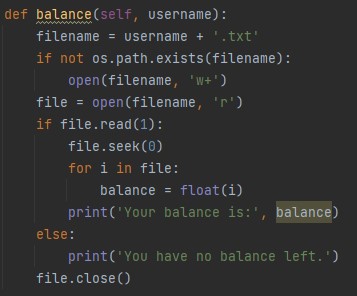 def balance(self, username):
    filename = username + '.txt'
    if not os.path.exists(filename):
        open(filename, 'w+')
    file = open(filename, 'r')
    if file.read(1):
        file.seek(0)
        for i in file:
            balance = float(i)
        print('Your balance is:', balance)
    else:
        print('You have no balance left.')
    file.close()